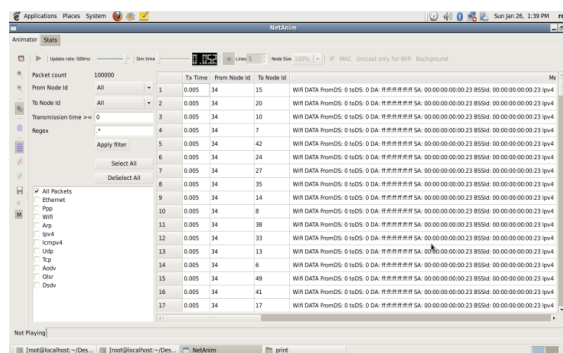 Applications Places System Sun Jan 26, 1:39 PM
NetAnim
Animator Stats
Update rate: 500ms Sim time 0.052 Lines 5 Node Size 100% IP MAC Unicast only for Wifi Background
Packet count 100000
From Node Id All
To Node Id All
Transmission time >= 0
Regex .*
Apply filter
Select All
DeSelect All
All Packets
Ethernet
Ppp
Wifi
Arp
Ipv4
Icmpv4
Udp
Tcp
Aodv
Olsr
Dsdv
Tx Time From Node Id To Node Id Me
1 0.005 34 15 Wifi DATA FromDS: 0 toDS: 0 DA: ff:ff:ff:ff:ff:ff SA: 00:00:00:00:00:23 BSSId: 00:00:00:00:00:23 Ipv4
2 0.005 34 20 Wifi DATA FromDS: 0 toDS: 0 DA: ff:ff:ff:ff:ff:ff SA: 00:00:00:00:00:23 BSSId: 00:00:00:00:00:23 Ipv4
3 0.005 34 10 Wifi DATA FromDS: 0 toDS: 0 DA: ff:ff:ff:ff:ff:ff SA: 00:00:00:00:00:23 BSSId: 00:00:00:00:00:23 Ipv4
4 0.005 34 7 Wifi DATA FromDS: 0 toDS: 0 DA: ff:ff:ff:ff:ff:ff SA: 00:00:00:00:00:23 BSSId: 00:00:00:00:00:23 Ipv4
5 0.005 34 42 Wifi DATA FromDS: 0 toDS: 0 DA: ff:ff:ff:ff:ff:ff SA: 00:00:00:00:00:23 BSSId: 00:00:00:00:00:23 Ipv4
6 0.005 34 24 Wifi DATA FromDS: 0 toDS: 0 DA: ff:ff:ff:ff:ff:ff SA: 00:00:00:00:00:23 BSSId: 00:00:00:00:00:23 Ipv4
7 0.005 34 27 Wifi DATA FromDS: 0 toDS: 0 DA: ff:ff:ff:ff:ff:ff SA: 00:00:00:00:00:23 BSSId: 00:00:00:00:00:23 Ipv4
8 0.005 34 35 Wifi DATA FromDS: 0 toDS: 0 DA: ff:ff:ff:ff:ff:ff SA: 00:00:00:00:00:23 BSSId: 00:00:00:00:00:23 Ipv4
9 0.005 34 14 Wifi DATA FromDS: 0 toDS: 0 DA: ff:ff:ff:ff:ff:ff SA: 00:00:00:00:00:23 BSSId: 00:00:00:00:00:23 Ipv4
10 0.005 34 8 Wifi DATA FromDS: 0 toDS: 0 DA: ff:ff:ff:ff:ff:ff SA: 00:00:00:00:00:23 BSSId: 00:00:00:00:00:23 Ipv4
11 0.005 34 38 Wifi DATA FromDS: 0 toDS: 0 DA: ff:ff:ff:ff:ff:ff SA: 00:00:00:00:00:23 BSSId: 00:00:00:00:00:23 Ipv4
12 0.005 34 33 Wifi DATA FromDS: 0 toDS: 0 DA: ff:ff:ff:ff:ff:ff SA: 00:00:00:00:00:23 BSSId: 00:00:00:00:00:23 Ipv4
13 0.005 34 13 Wifi DATA FromDS: 0 toDS: 0 DA: ff:ff:ff:ff:ff:ff SA: 00:00:00:00:00:23 BSSId: 00:00:00:00:00:23 Ipv4
14 0.005 34 6 Wifi DATA FromDS: 0 toDS: 0 DA: ff:ff:ff:ff:ff:ff SA: 00:00:00:00:00:23 BSSId: 00:00:00:00:00:23 Ipv4
15 0.005 34 49 Wifi DATA FromDS: 0 toDS: 0 DA: ff:ff:ff:ff:ff:ff SA: 00:00:00:00:00:23 BSSId: 00:00:00:00:00:23 Ipv4
16 0.005 34 41 Wifi DATA FromDS: 0 toDS: 0 DA: ff:ff:ff:ff:ff:ff SA: 00:00:00:00:00:23 BSSId: 00:00:00:00:00:23 Ipv4
17 0.005 34 17 Wifi DATA FromDS: 0 toDS: 0 DA: ff:ff:ff:ff:ff:ff SA: 00:00:00:00:00:23 BSSId: 00:00:00:00:00:23 Ipv4
M
Not Playing
[root@localhost:~/Des... [root@localhost:~/Des... NetAnim print